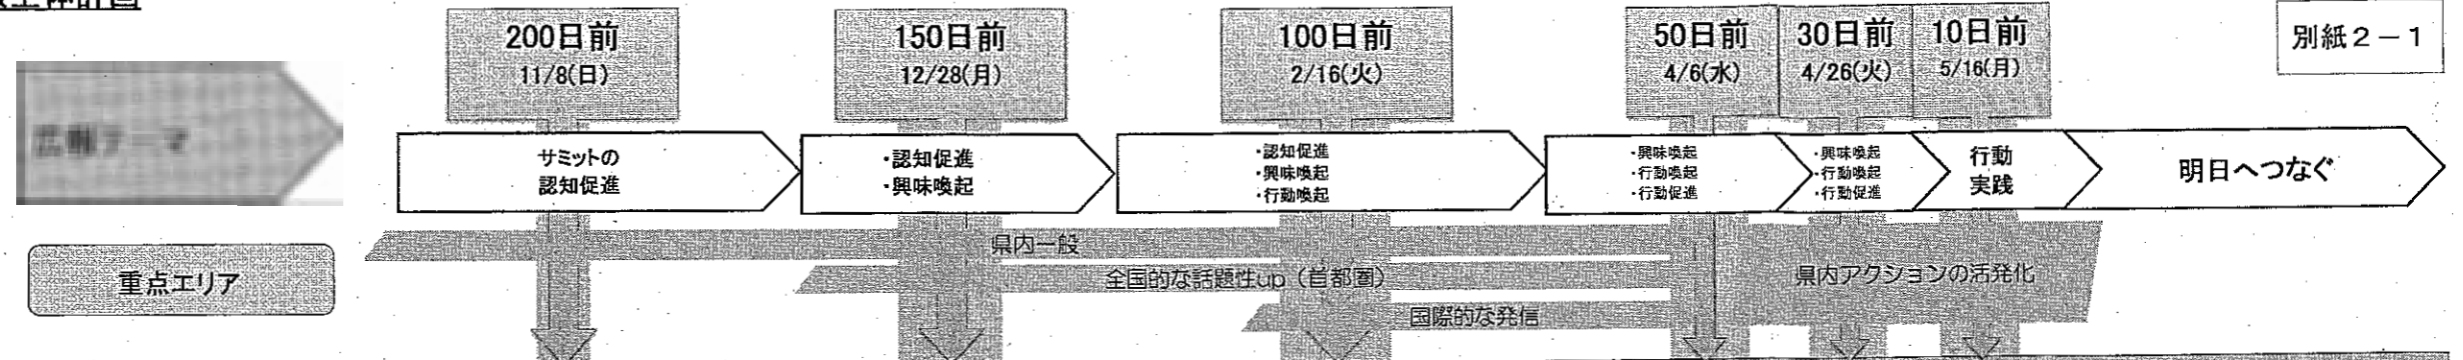 200日前
11/8(日)
150日前
12/28(月)
100日前
2/16(火)
50日前
4/6(水)
30日前
4/26(火)
10日前
5/16(月)
別紙2-1
サミットの
認知促進
・認知促進
・興味喚起
・認知促進
・興味喚起
・行動喚起
・興味喚起
・行動喚起
・行動促進
・興味喚起
・行動喚起
・行動促進
行動
実践
明日へつなぐ
重点エリア
県内一般
全国的な話題性up(首都圏)
国際的な発信
県内アクションの活発化